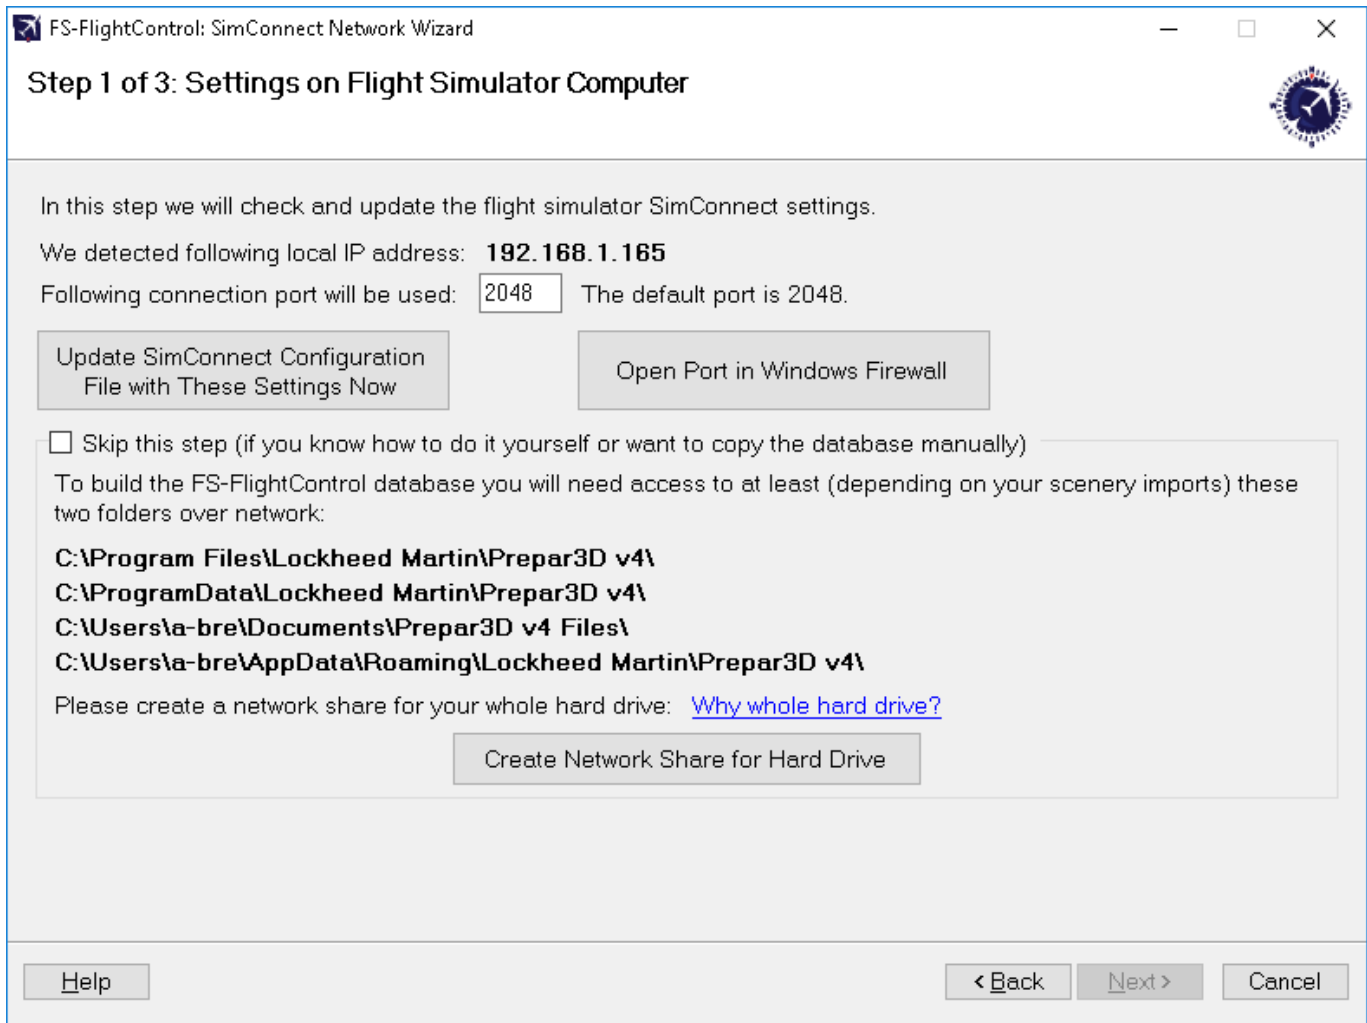 FS-FlightControl: SimConnect Network Wizard
Step 1 of 3: Settings on Flight Simulator Computer
In this step we will check and update the flight simulator SimConnect settings.
We detected following local IP address: 192.168.1.165
Following connection port will be used: 2048 The default port is 2048.
Update SimConnect Configuration
File with These Settings Now
Open Port in Windows Firewall
Skip this step (if you know how to do it yourself or want to copy the database manually)
To build the FS-FlightControl database you will need access to at least (depending on your scenery imports) these
two folders over network:
C:\Program Files\Lockheed Martin\Prepar3D v4\
C:\ProgramData\Lockheed Martin\Prepar3D v4\
C:\Users\a-bre\Documents\Prepar3D v4 Files\
C:\Users\a-bre\AppData\Roaming\Lockheed Martin\Prepar3D v4\
Please create a network share for your whole hard drive: Why whole hard drive?
Create Network Share for Hard Drive
Help
< Back
Next >
Cancel